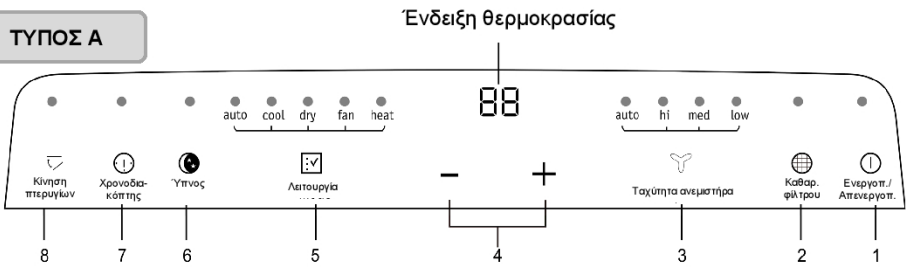 Ένδειξη θερμοκρασίας
ΤΥΠΟΣ Α
88
auto cool dry fan heat
auto hi med low
Κίνηση
πτερυγίων
Χρονοδια-
κόπτης
Ύπνος
Λειτουργία
− +
Ταχύτητα ανεμιστήρα
Καθαρ.
φίλτρου
Ενεργοπ./
Απενεργοπ.
8 7 6 5 4 3 2 1